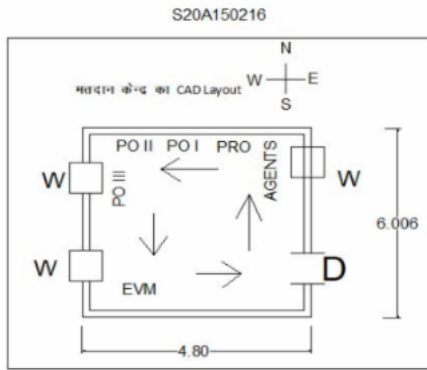 S20A150216
N
W E
S
मतदान केन्द्र का CAD Layout
PO II PO I PRO
AGENTS
W
PO III
W
6.006
W
D
EVM
4.80